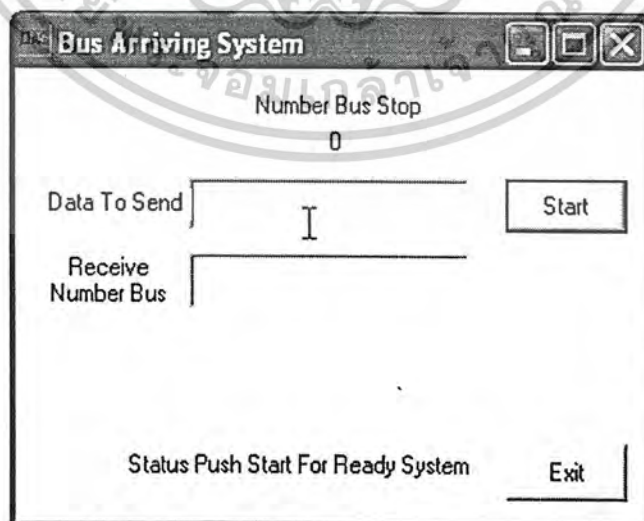 Bus Arriving System
Number Bus Stop
0
Data To Send
Start
Receive
Number Bus
Status Push Start For Ready System
Exit